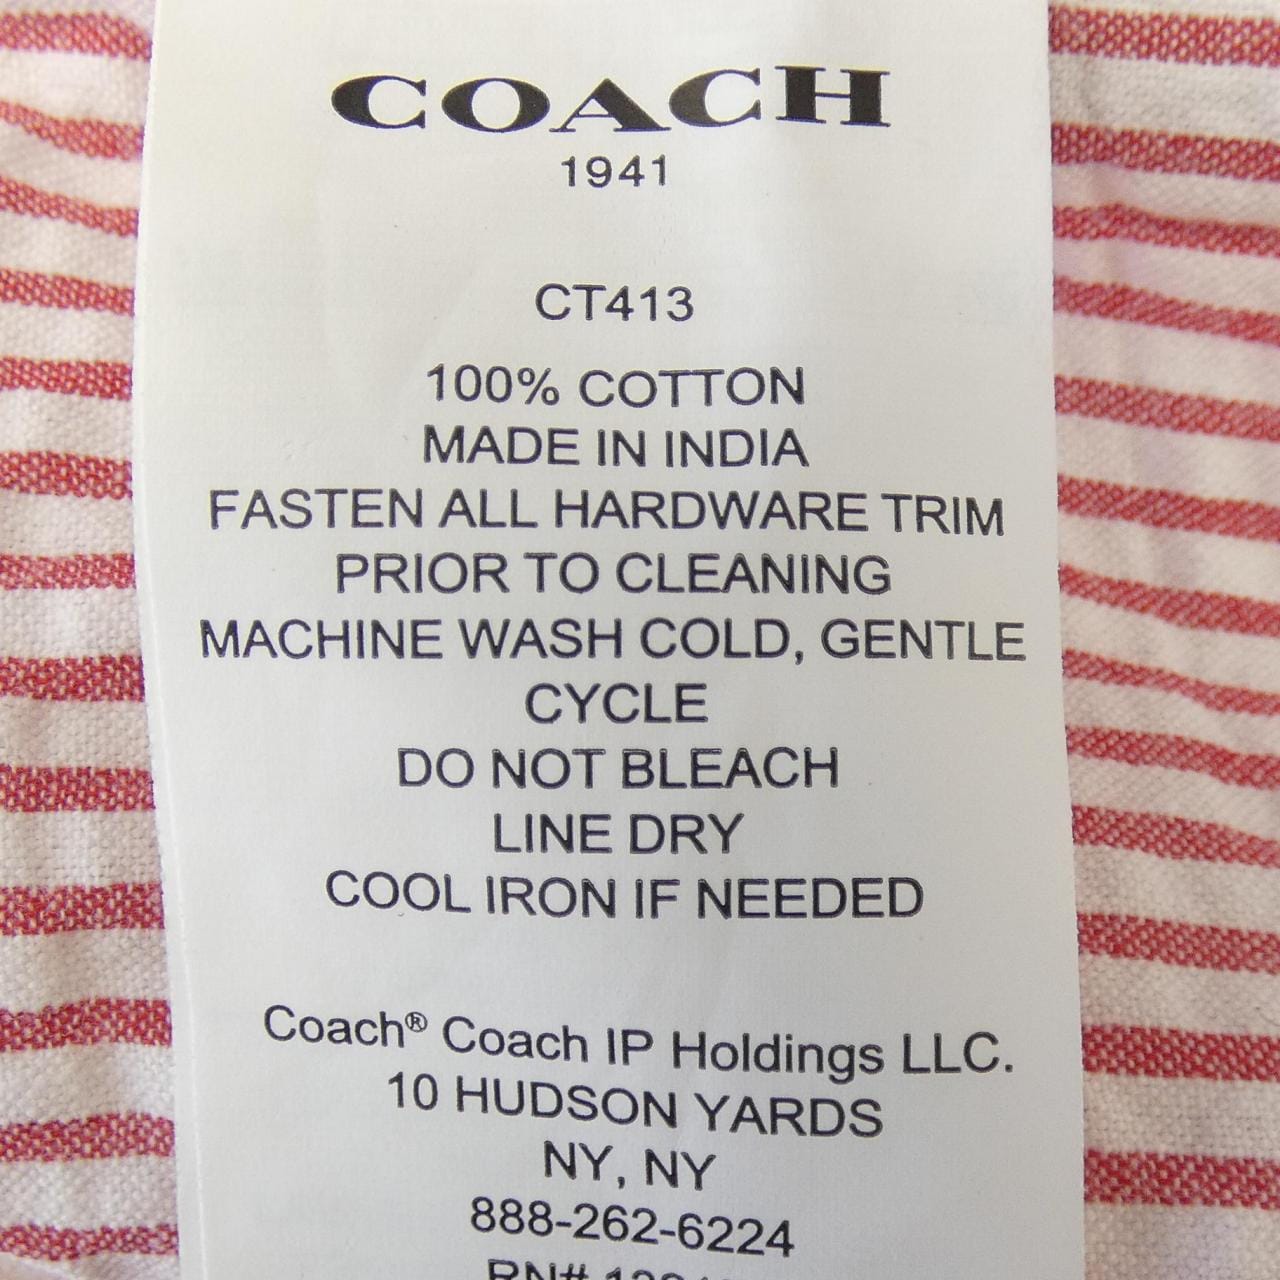 COACH
1941
CT413
100% COTTON
MADE IN INDIA
FASTEN ALL HARDWARE TRIM
PRIOR TO CLEANING
MACHINE WASH COLD, GENTLE
CYCLE
DO NOT BLEACH
LINE DRY
COOL IRON IF NEEDED
Coach® Coach IP Holdings LLC.
10 HUDSON YARDS
NY, NY
888-262-6224
RN#